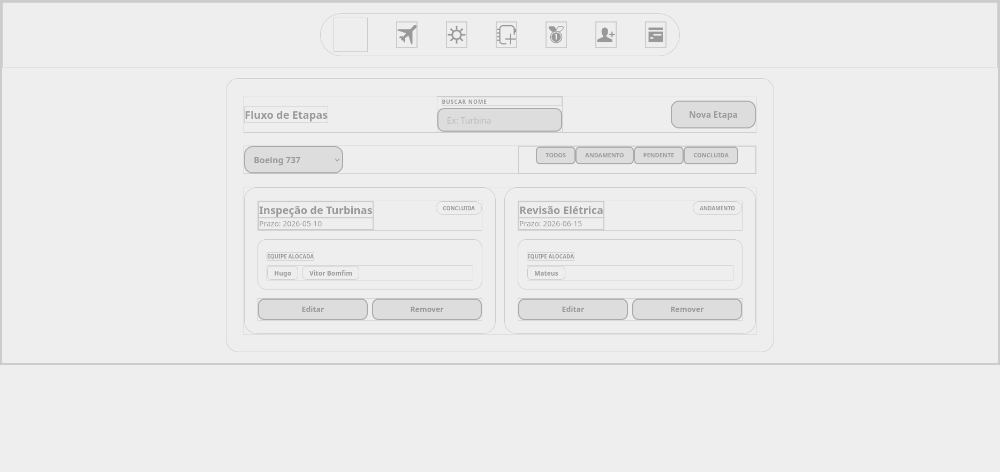 BUSCAR NOME
Fluxo de Etapas
Ex: Turbina
Nova Etapa
Boeing 737
TODOS
ANDAMENTO
PENDENTE
CONCLUIDA
Inspeção de Turbinas
CONCLUIDA
Prazo: 2026-05-10
EQUIPE ALOCADA
Hugo
Vitor Bomfim
Editar
Remover
Revisão Elétrica
ANDAMENTO
Prazo: 2026-06-15
EQUIPE ALOCADA
Mateus
Editar
Remover